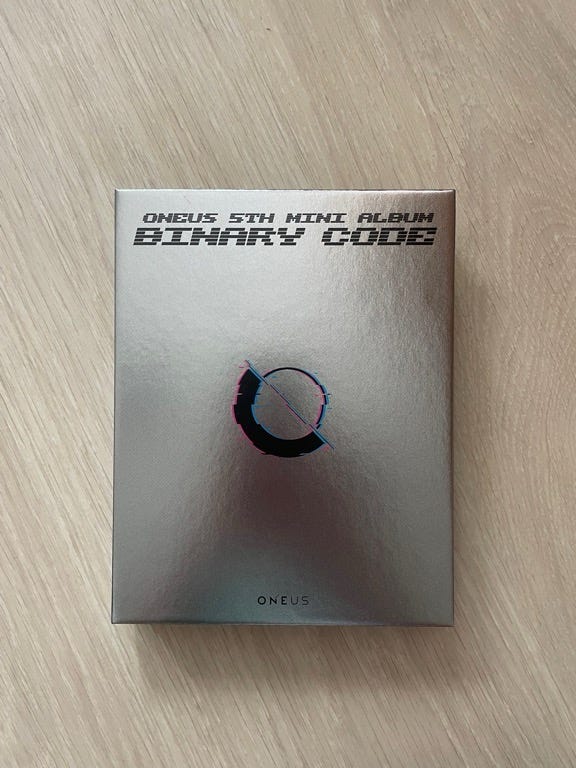 ONEUS 5TH MINI ALBUM
BINARY CODE
ONEUS